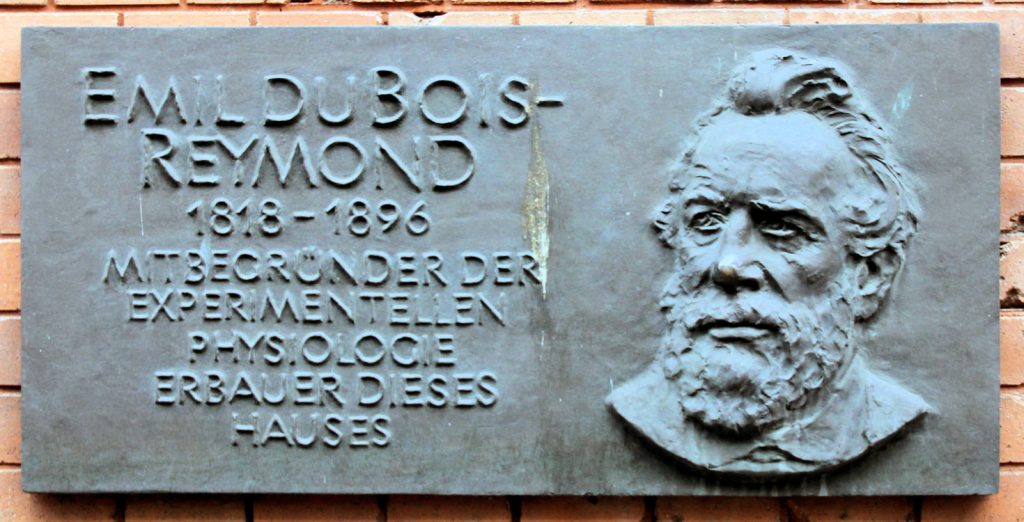 EMIL DU BOIS-
REYMOND
1818-1896
MITBEGRÜNDER DER
EXPERIMENTELLEN
PHYSIOLOGIE
ERBAUER DIESES
HAUSES